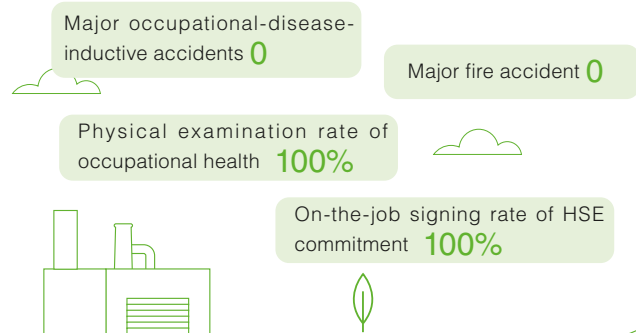 Major occupational-disease-
inductive accidents 0
Major fire accident 0
Physical examination rate of
occupational health 100%
On-the-job signing rate of HSE
commitment 100%